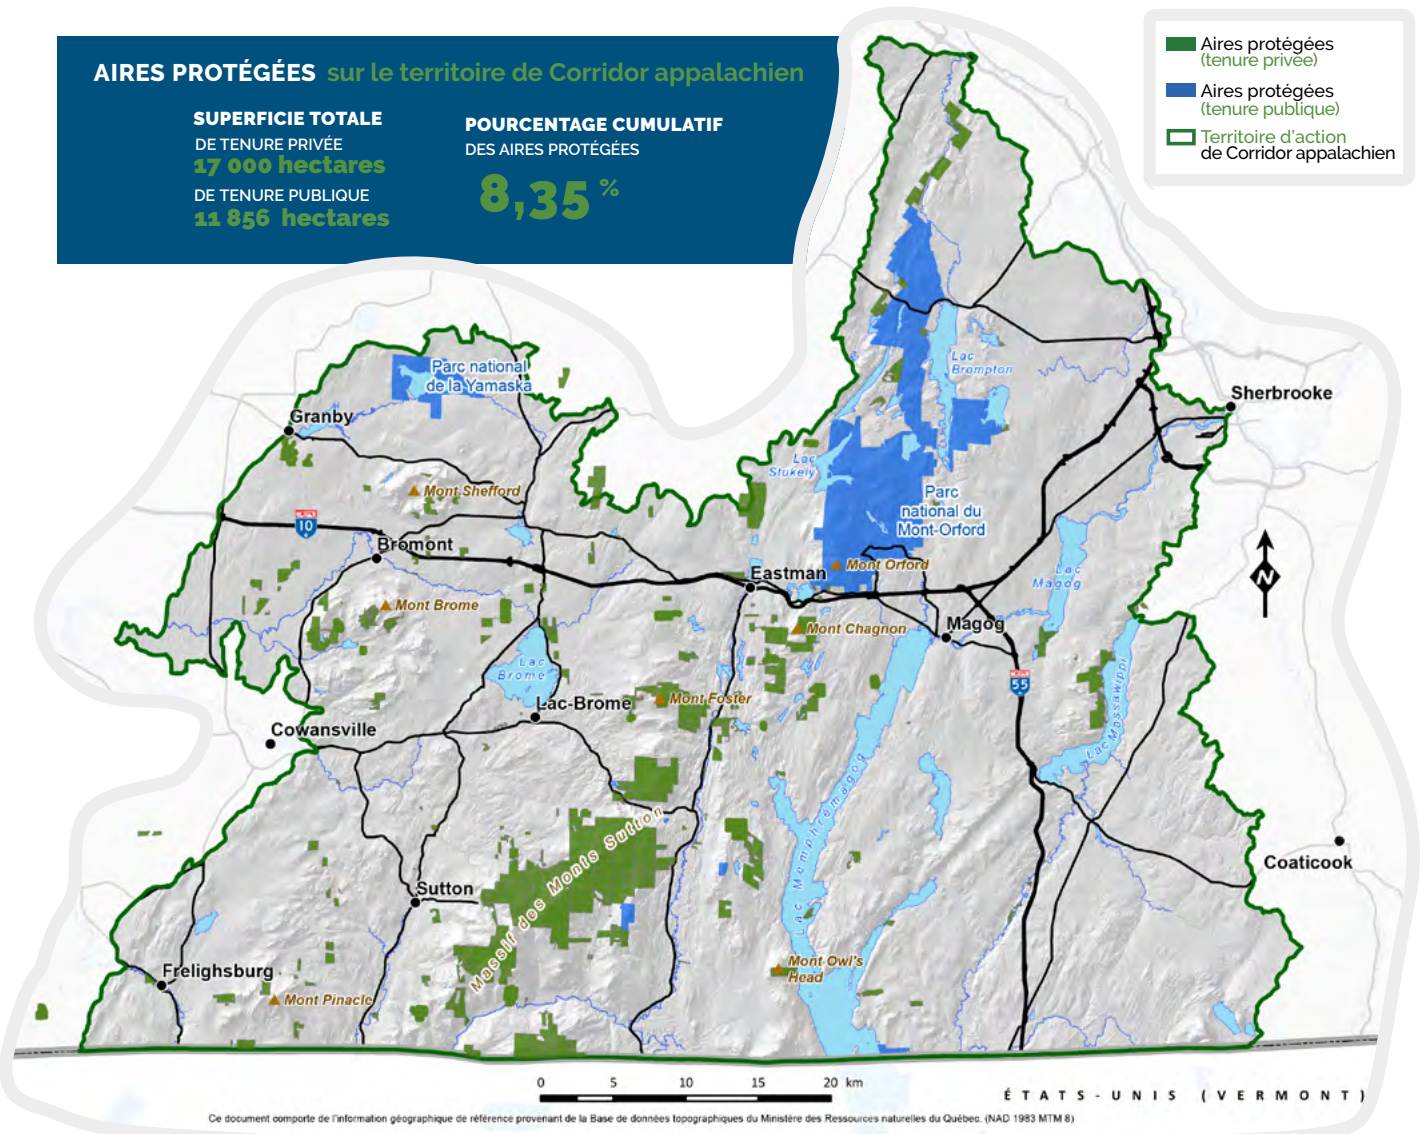 AIRES PROTÉGÉES sur le territoire de Corridor appalachien
SUPERFICIE TOTALE
DE TENURE PRIVÉE
17 000 hectares
DE TENURE PUBLIQUE
11 856 hectares
POURCENTAGE CUMULATIF
DES AIRES PROTÉGÉES
8,35 %
Aires protégées
(tenure privée)
Aires protégées
(tenure publique)
Territoire d'action
de Corridor appalachien
Parc national
de la Yamaska
Granby
Mont Shefford
10
Bromont
Mont Brome
Lac
Brome
Lac-Brome
Cowansville
Lac
Brompton
Sherbrooke
Lac
Stukely
Parc
national du
Mont-Orford
Mont Orford
Eastman
Mont Chagnon
Magog
Lac
Magog
55
Mont Foster
Lac Massawippi
Lac Memphrémagog
Massif des Monts Sutton
Sutton
Coaticook
Frelighsburg
Mont Pinacle
Mont Owl's
Head
N
0 5 10 15 20 km
ÉTATS-UNIS (VERMONT)
Ce document comporte de l'information géographique de référence provenant de la Base de données topographiques du Ministère des Ressources naturelles du Québec. (NAD 1983 MTM 8)